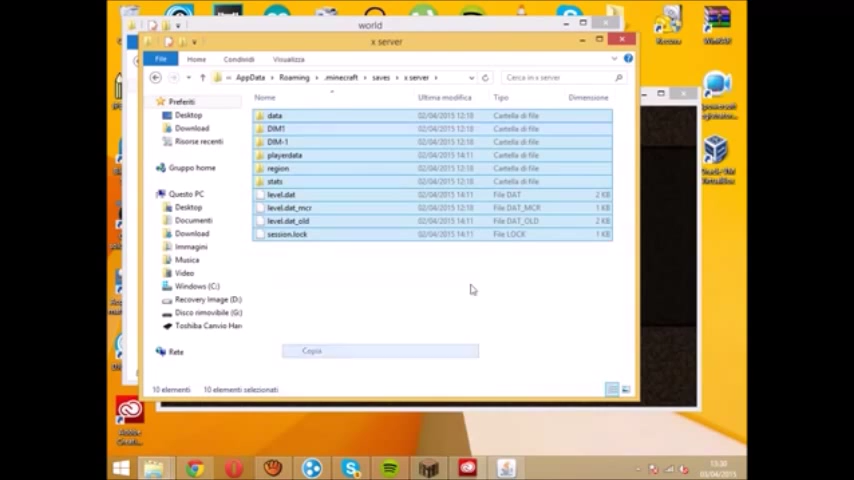 world
x server
File Home Condividi Visualizza
AppData Roaming .minecraft saves x server Cerca in x server
Nome Ultima modifica Tipo Dimensione
data 02/04/2015 12:18 Cartella di file
DIM1 02/04/2015 12:18 Cartella di file
DIM-1 02/04/2015 12:18 Cartella di file
playerdata 02/04/2015 14:11 Cartella di file
region 02/04/2015 12:18 Cartella di file
stats 02/04/2015 12:18 Cartella di file
level.dat 02/04/2015 14:11 File DAT 2 KB
level.dat_mcr 02/04/2015 12:18 File DAT_MCR 1 KB
level.dat_old 02/04/2015 14:11 File DAT_OLD 2 KB
session.lock 02/04/2015 14:11 File LOCK 1 KB
Preferiti
Desktop
Download
Risorse recenti
Gruppo home
Questo PC
Desktop
Documenti
Download
Immagini
Musica
Video
Windows (C:)
Recovery Image (D:)
Disco rimovibile (G:)
Toshiba Canvio Har
Rete
Copia
10 elementi 10 elementi selezionati
WinRAR
VirtualBox
Adobe
13:30
03/04/2015